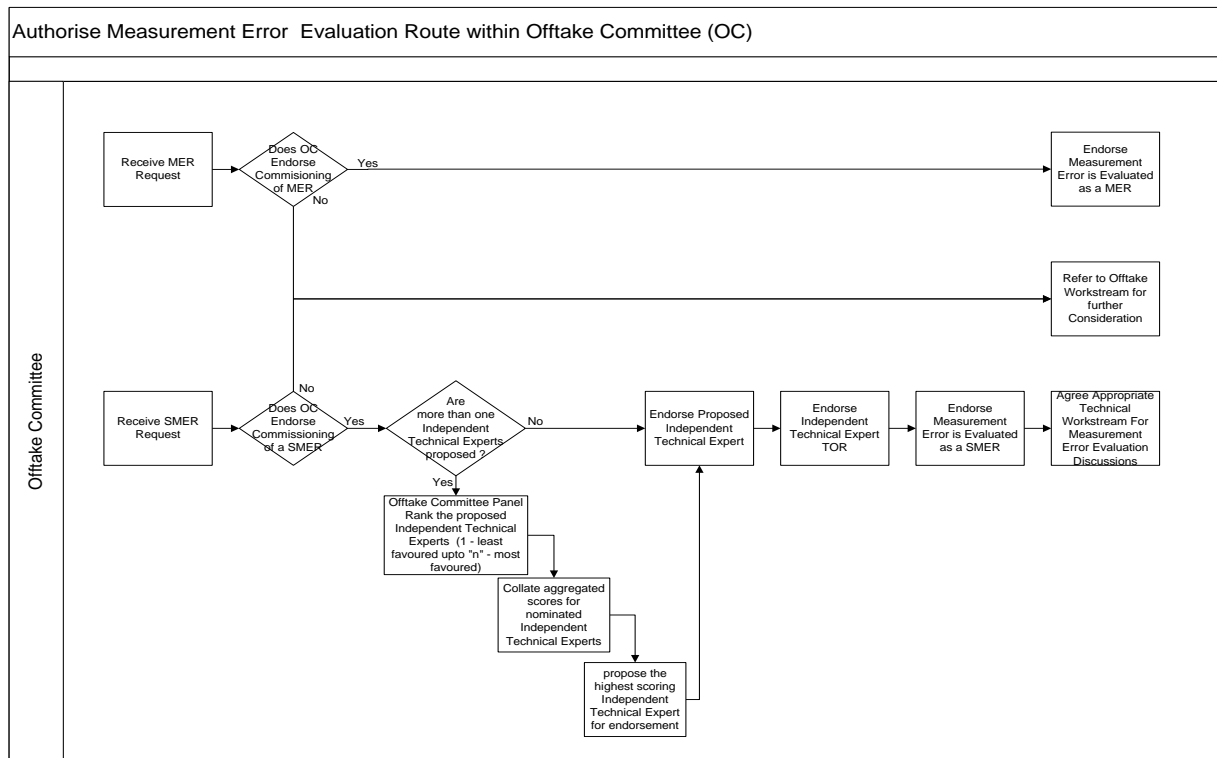 Authorise Measurement Error  Evaluation Route within Offtake Committee (OC)
Offtake Committee
Receive MER
Request
Does OC
Endorse
Commisioning
of MER
Yes
No
Endorse
Measurement
Error is Evaluated
as a MER
Refer to Offtake
Workstream for
further
Consideration
Receive SMER
Request
No
Does OC
Endorse
Commissioning
of a SMER
Yes
Are
more than one
Independent
Technical Experts
proposed ?
No
Yes
Endorse Proposed
Independent
Technical Expert
Endorse
Independent
Technical Expert
TOR
Endorse
Measurement
Error is Evaluated
as a SMER
Agree Appropriate
Technical
Workstream For
Measurement
Error Evaluation
Discussions
Offtake Committee Panel
Rank the proposed
Independent Technical
Experts  (1 - least
favoured upto "n" - most
favoured)
Collate aggregated
scores for
nominated
Independent
Technical Experts
propose the
highest scoring
Independent
Technical Expert
for endorsement